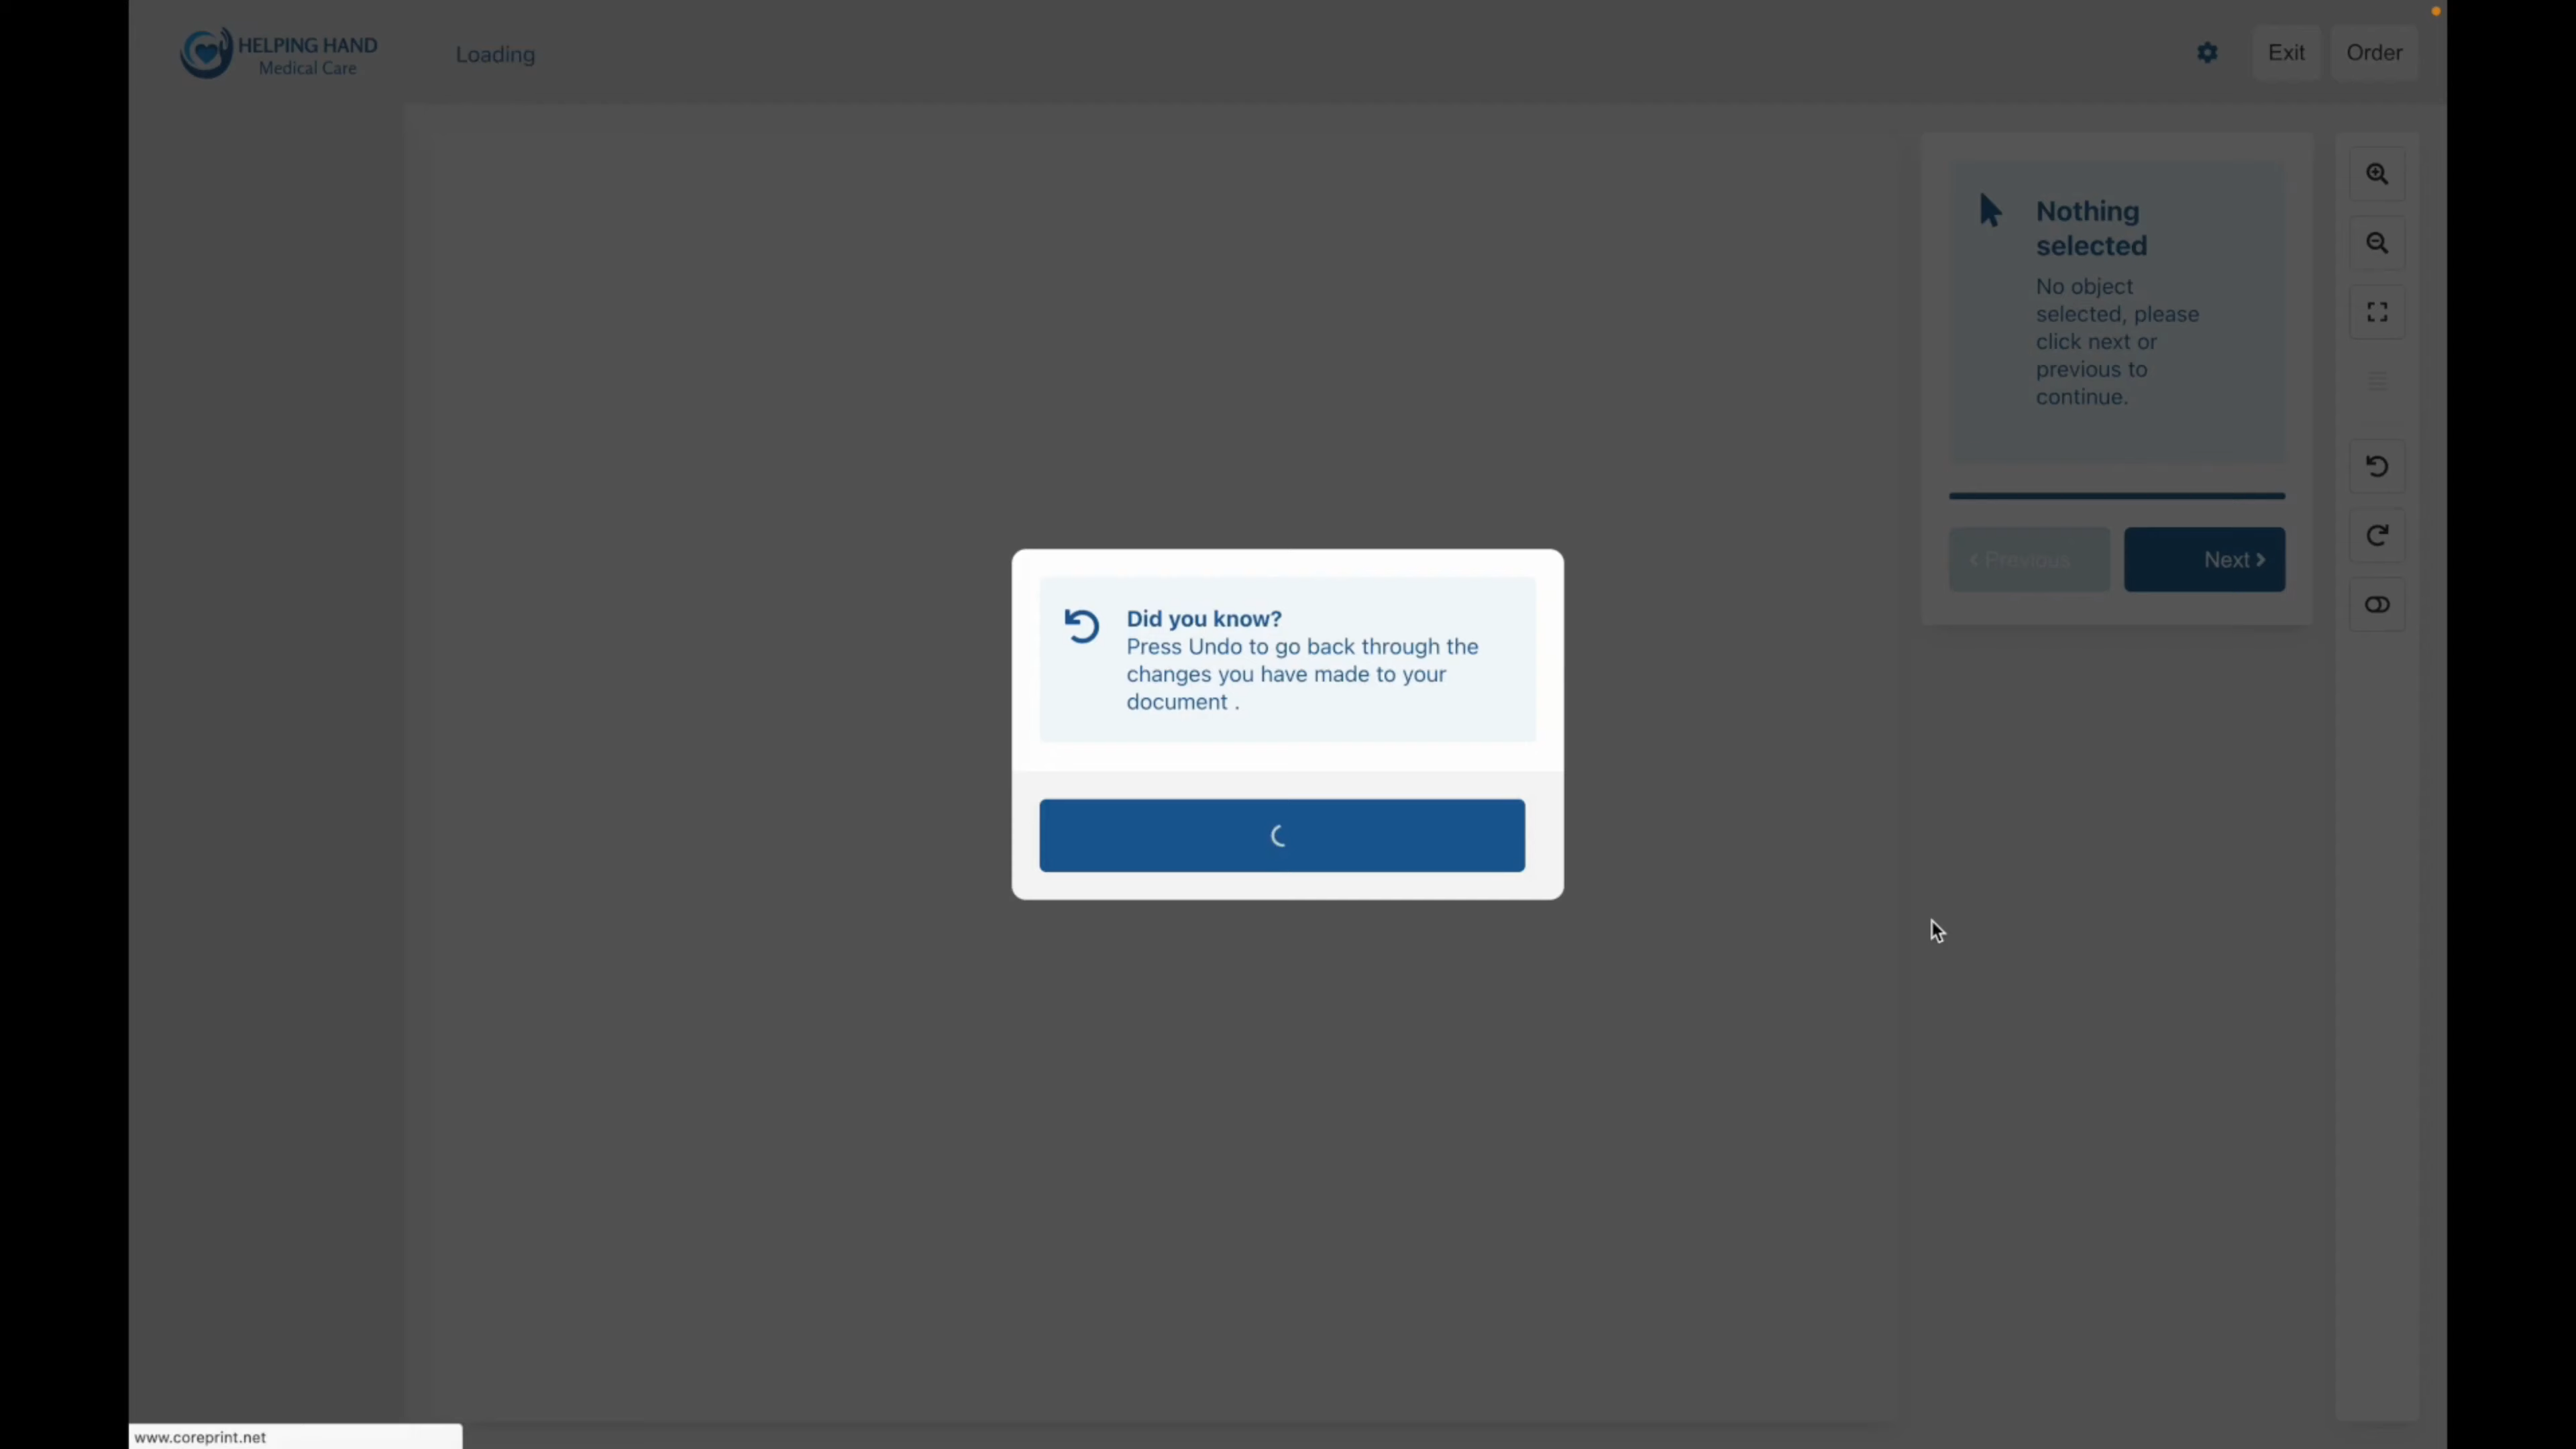 HELPING HAND
Medical Care
Loading
Exit
Order
Nothing
selected
No object
selected, please
click next or
previous to
continue.
Previous
Next
Did you know?
Press Undo to go back through the
changes you have made to your
document .
www.coreprint.net